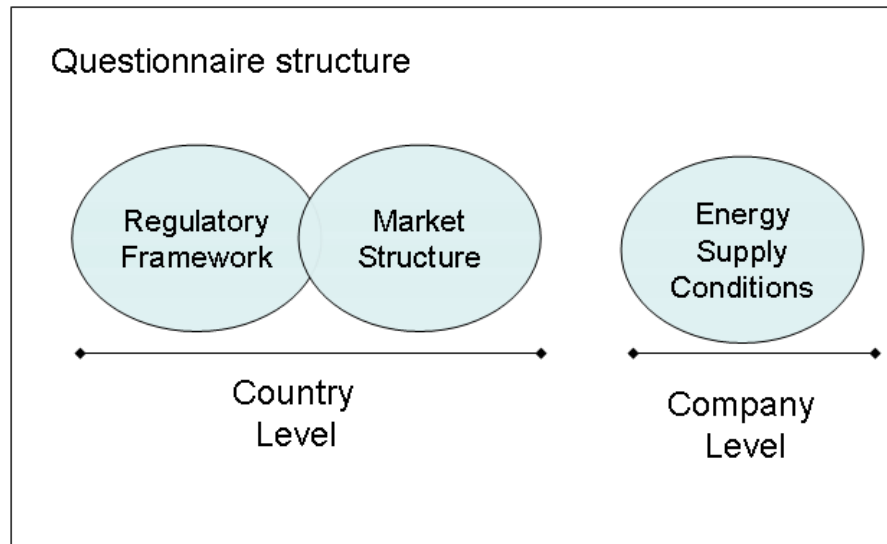 Questionnaire structure
Regulatory
Framework
Market
Structure
Energy
Supply
Conditions
Country
Level
Company
Level